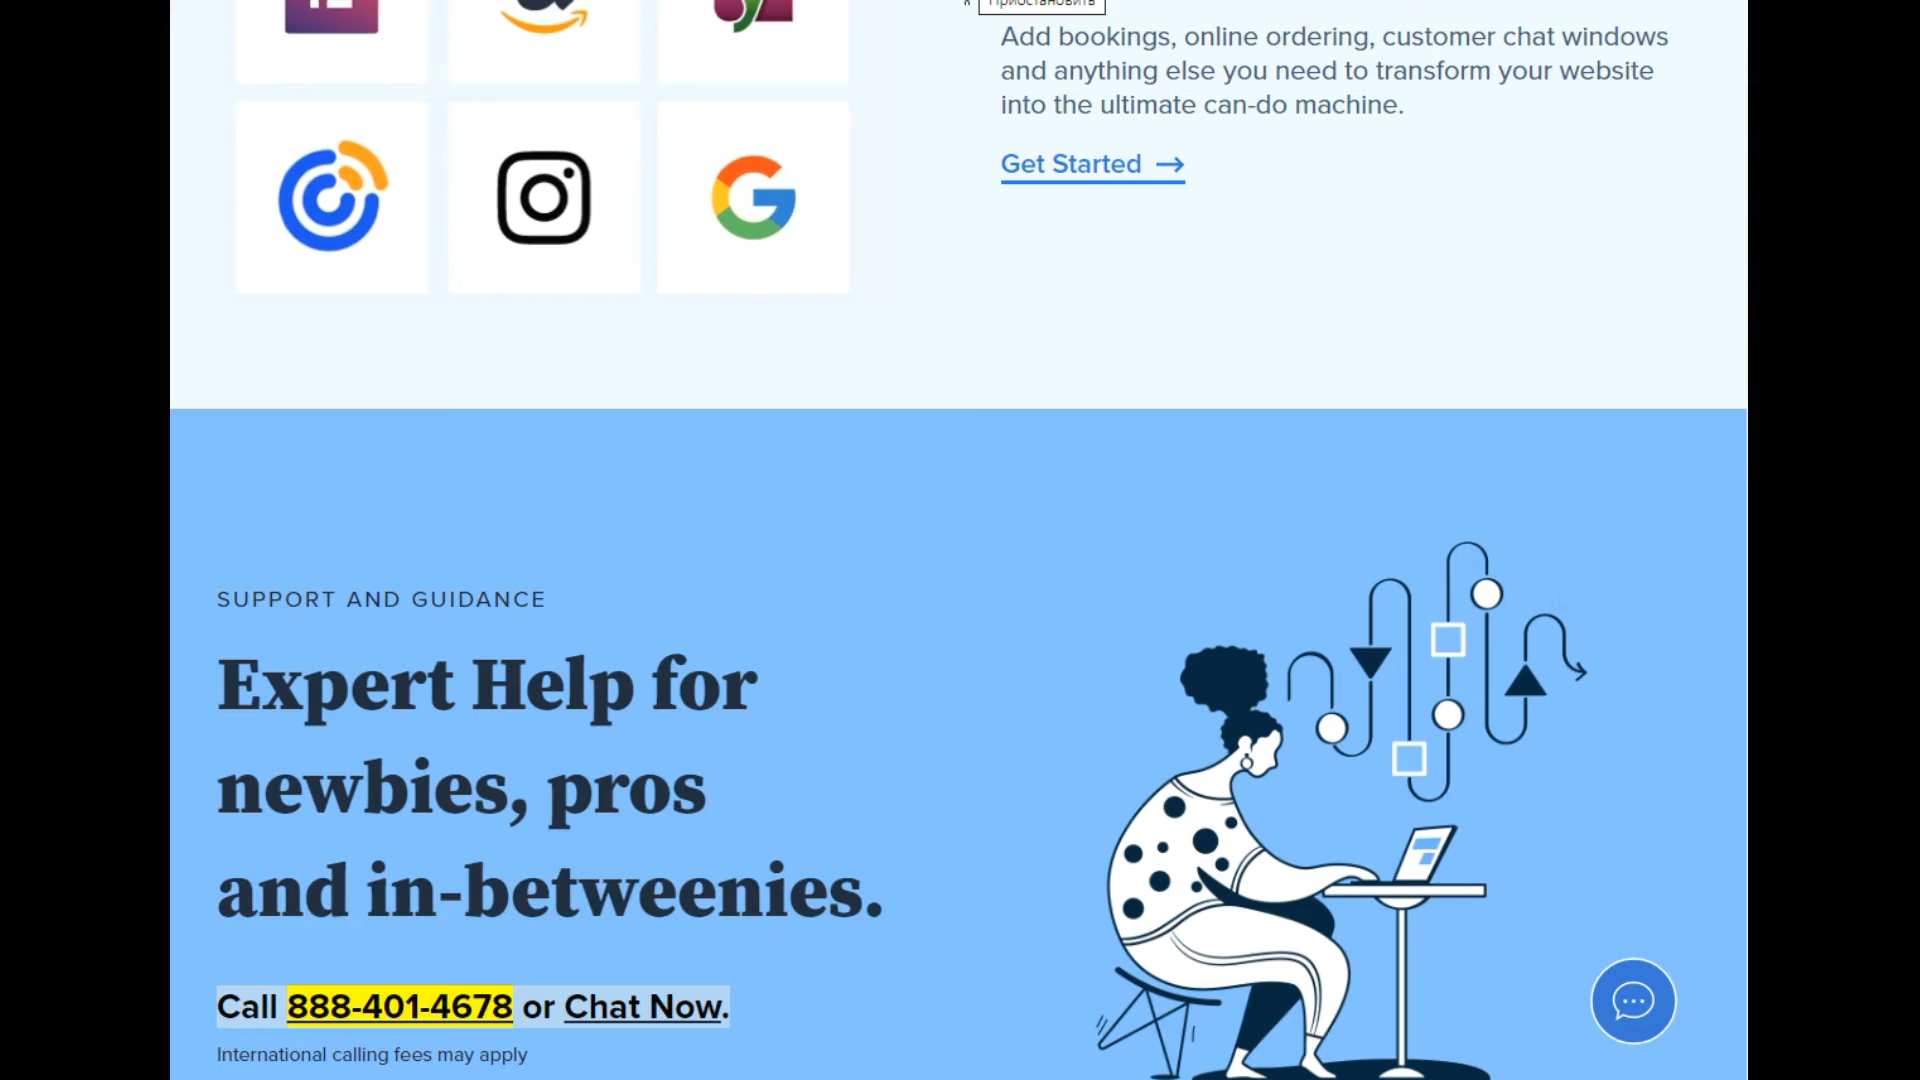 Приостановить
Add bookings, online ordering, customer chat windows
and anything else you need to transform your website
into the ultimate can-do machine.
Get Started →
SUPPORT AND GUIDANCE
Expert Help for
newbies, pros
and in-betweenies.
Call 888-401-4678 or Chat Now.
International calling fees may apply